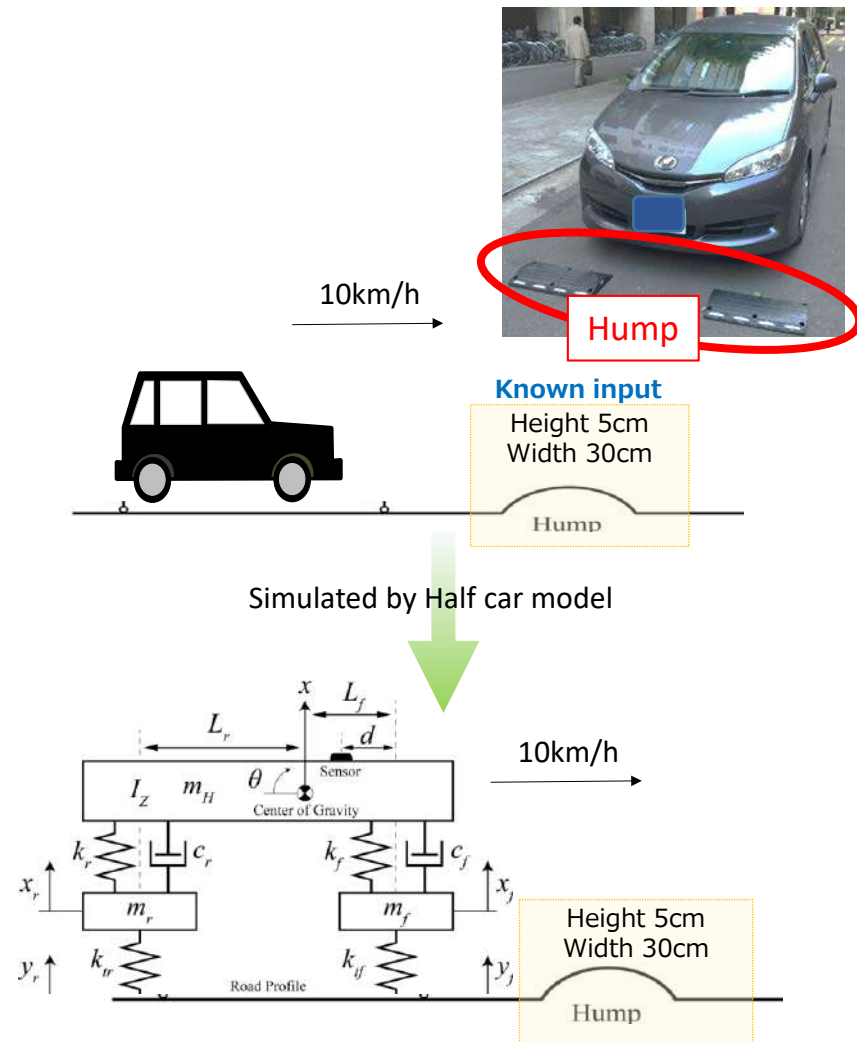 10km/h
Hump
Known input
Height 5cm
Width 30cm
Hump
Simulated by Half car model
x
L_f
L_r
d
10km/h
Sensor
I_Z m_H θ
Center of Gravity
k_r c_r k_f c_f
x_r x_f
m_r m_f
Height 5cm
Width 30cm
y_r k_tr k_tf y_f
Road Profile
Hump